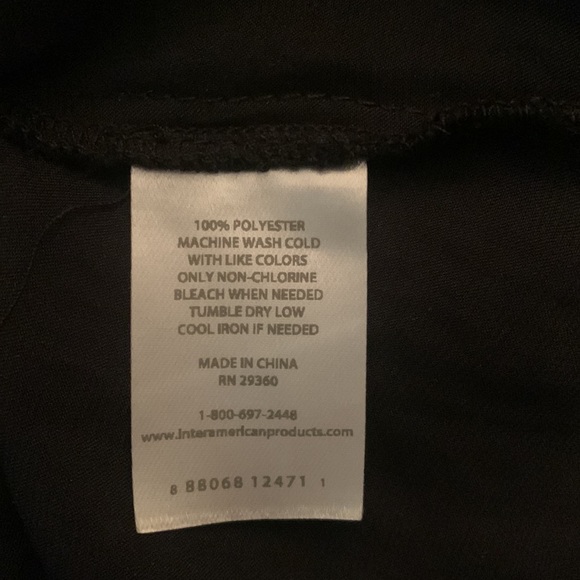 100% POLYESTER
MACHINE WASH COLD
WITH LIKE COLORS
ONLY NON-CHLORINE
BLEACH WHEN NEEDED
TUMBLE DRY LOW
COOL IRON IF NEEDED
MADE IN CHINA
RN 29360
1-800-697-2448
www.interamericanproducts.com
8 88068 12471 1